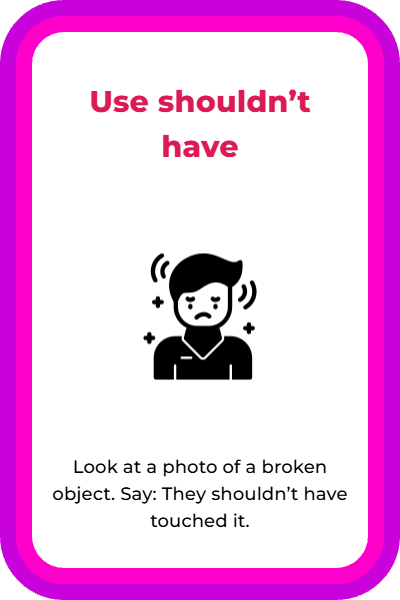 Use shouldn’t
have
Look at a photo of a broken
object. Say: They shouldn’t have
touched it.